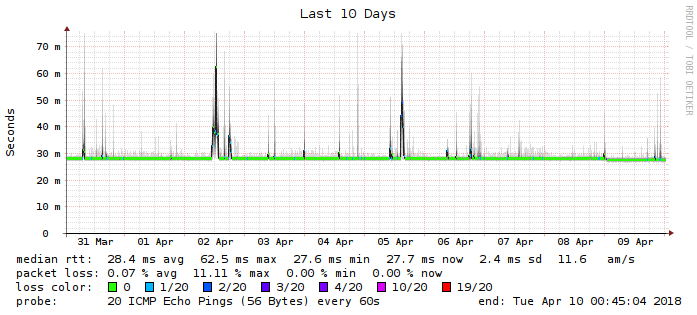 Last 10 Days
RRDTOOL / TOBI OETIKER
Seconds
70 m
60 m
50 m
40 m
30 m
20 m
10 m
0
31 Mar 01 Apr 02 Apr 03 Apr 04 Apr 05 Apr 06 Apr 07 Apr 08 Apr 09 Apr
median rtt: 28.4 ms avg 62.5 ms max 27.6 ms min 27.7 ms now 2.4 ms sd 11.6 am/s
packet loss: 0.07 % avg 11.11 % max 0.00 % min 0.00 % now
loss color: 0 1/20 2/20 3/20 4/20 10/20 19/20
probe: 20 ICMP Echo Pings (56 Bytes) every 60s end: Tue Apr 10 00:45:04 2018